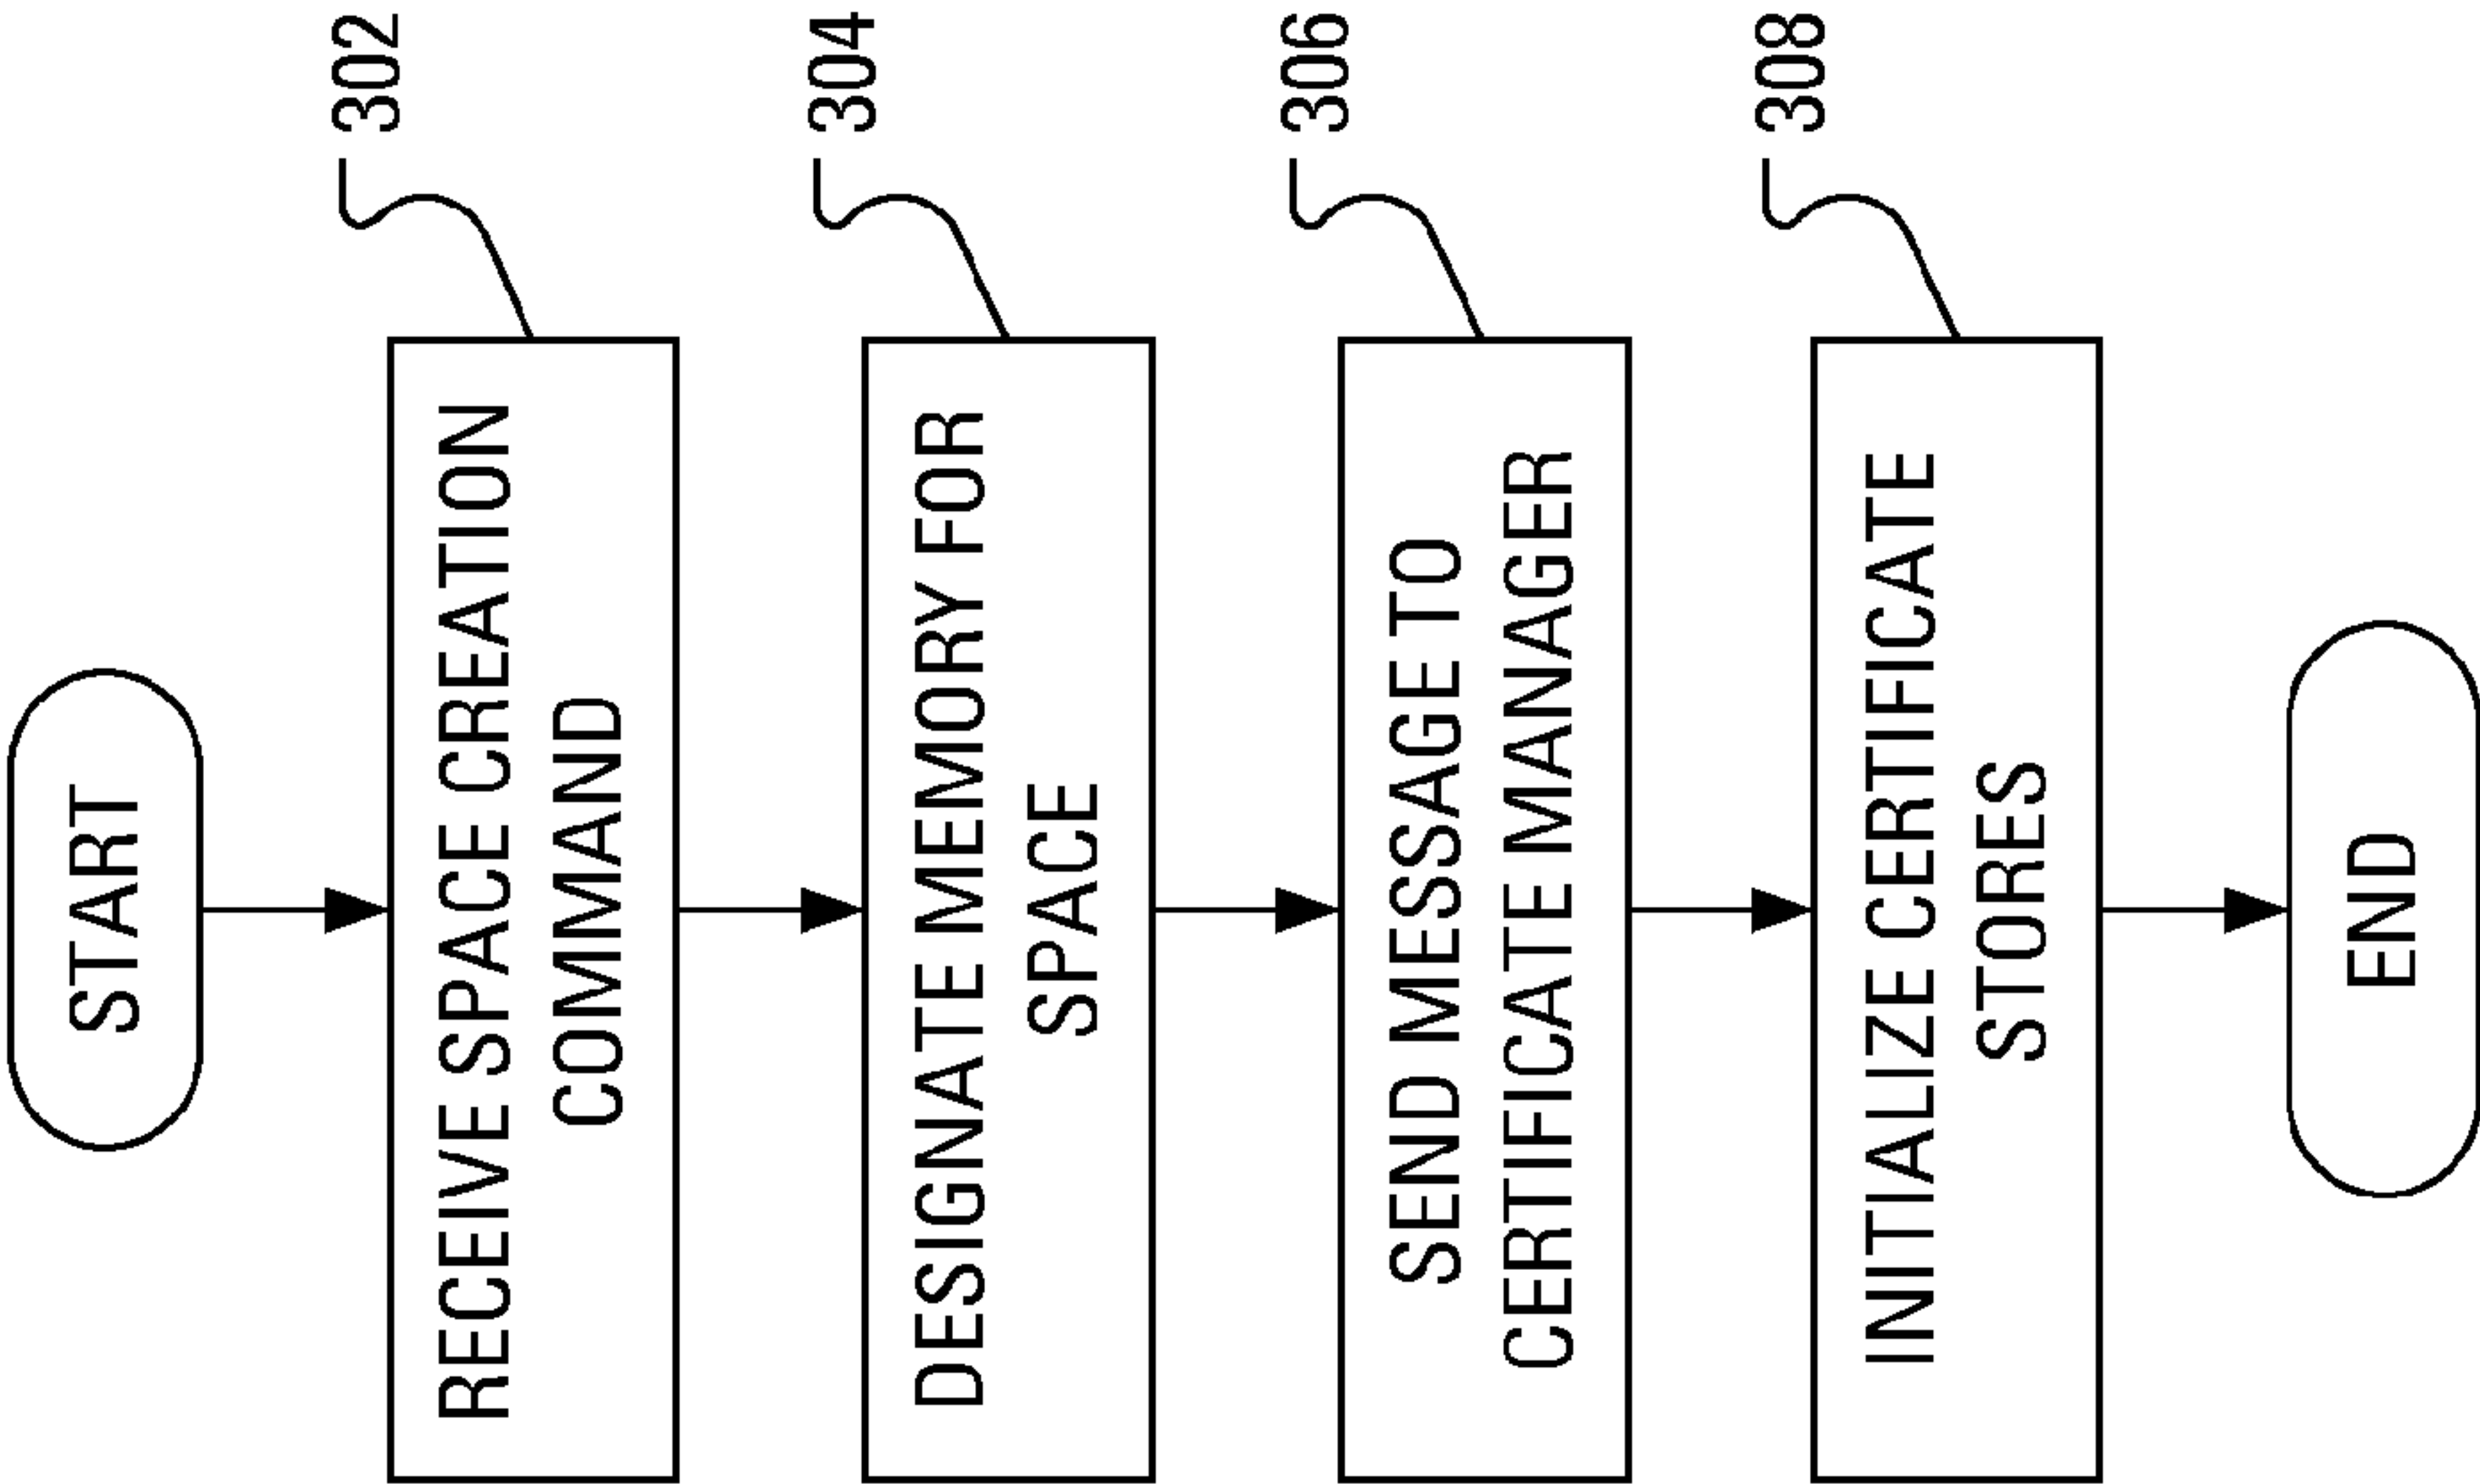 START
RECEIVE SPACE CREATION
COMMAND
302
DESIGNATE MEMORY FOR
SPACE
304
SEND MESSAGE TO
CERTIFICATE MANAGER
306
INITIALIZE CERTIFICATE
STORES
308
END